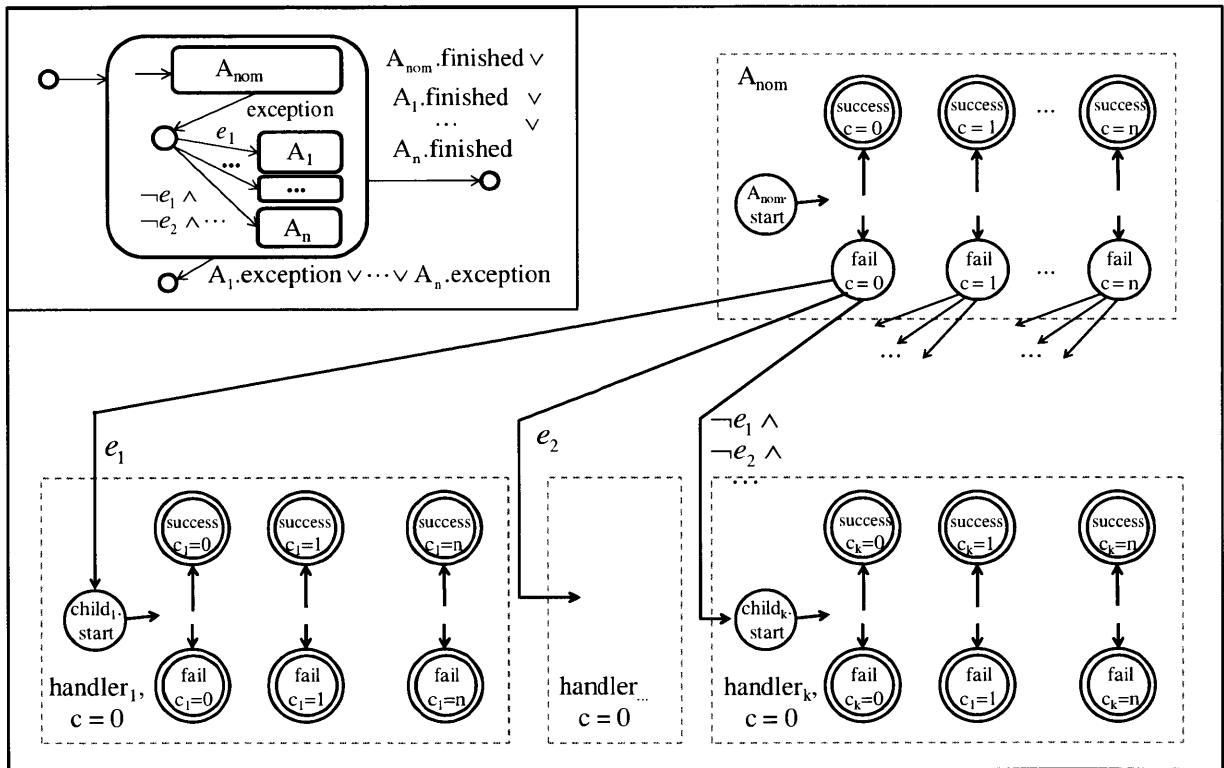 A_nom
exception
e_1
...
A_1
...
¬e_1 ∧
¬e_2 ∧ ⋯
A_n
A_nom.finished ∨
A_1.finished ∨
... ∨
A_n.finished
A_1.exception ∨ ⋯ ∨ A_n.exception
A_nom
success
c = 0
success
c = 1
...
success
c = n
A_nom.
start
fail
c = 0
fail
c = 1
...
fail
c = n
...
...
e_1
e_2
¬e_1 ∧
¬e_2 ∧
...
success
c_1=0
success
c_1=1
success
c_1=n
child_1.
start
fail
c_1=0
fail
c_1=1
fail
c_1=n
handler_1,
c = 0
handler_...
c = 0
success
c_k=0
success
c_k=1
success
c_k=n
child_k.
start
fail
c_k=0
fail
c_1=1
fail
c_k=n
handler_k,
c = 0